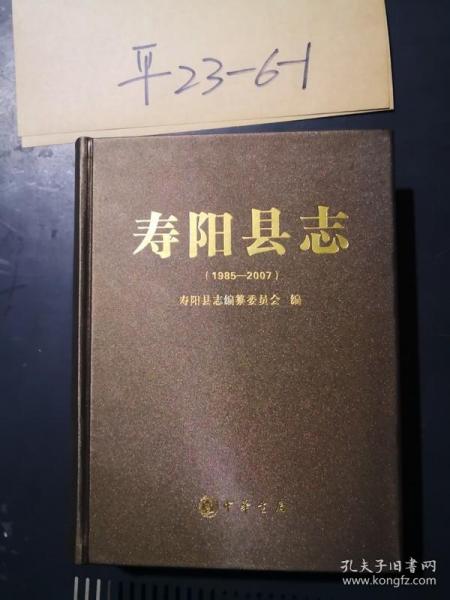 平23-6-1
寿阳县志
(1985—2007)
寿阳县志编纂委员会 编
中华书局
孔夫子旧书网
www.kongfz.com